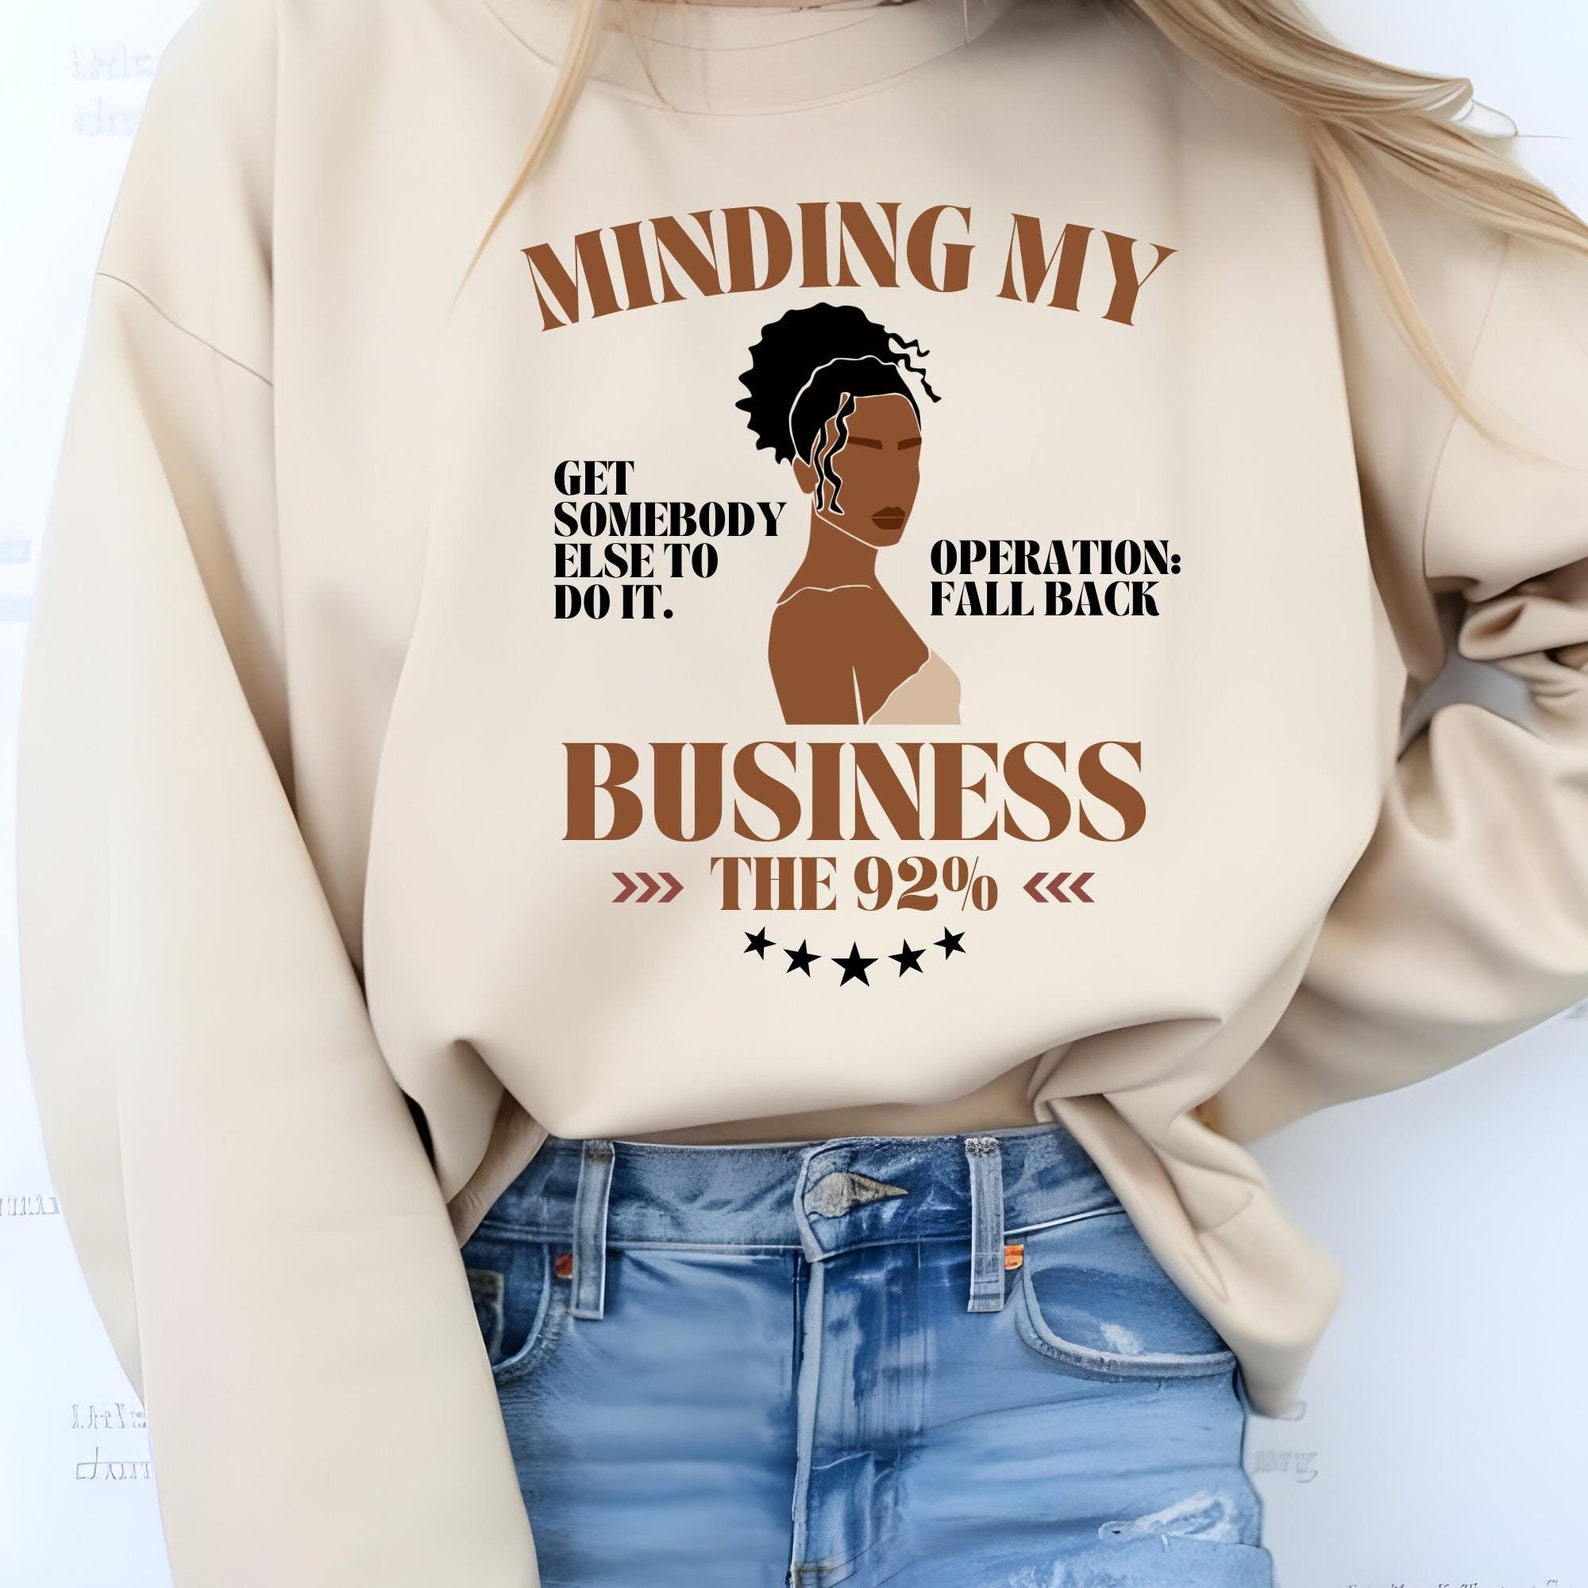 MINDING MY
GET
SOMEBODY
ELSE TO
DO IT.
OPERATION:
FALL BACK
BUSINESS
>>> THE 92% <<<